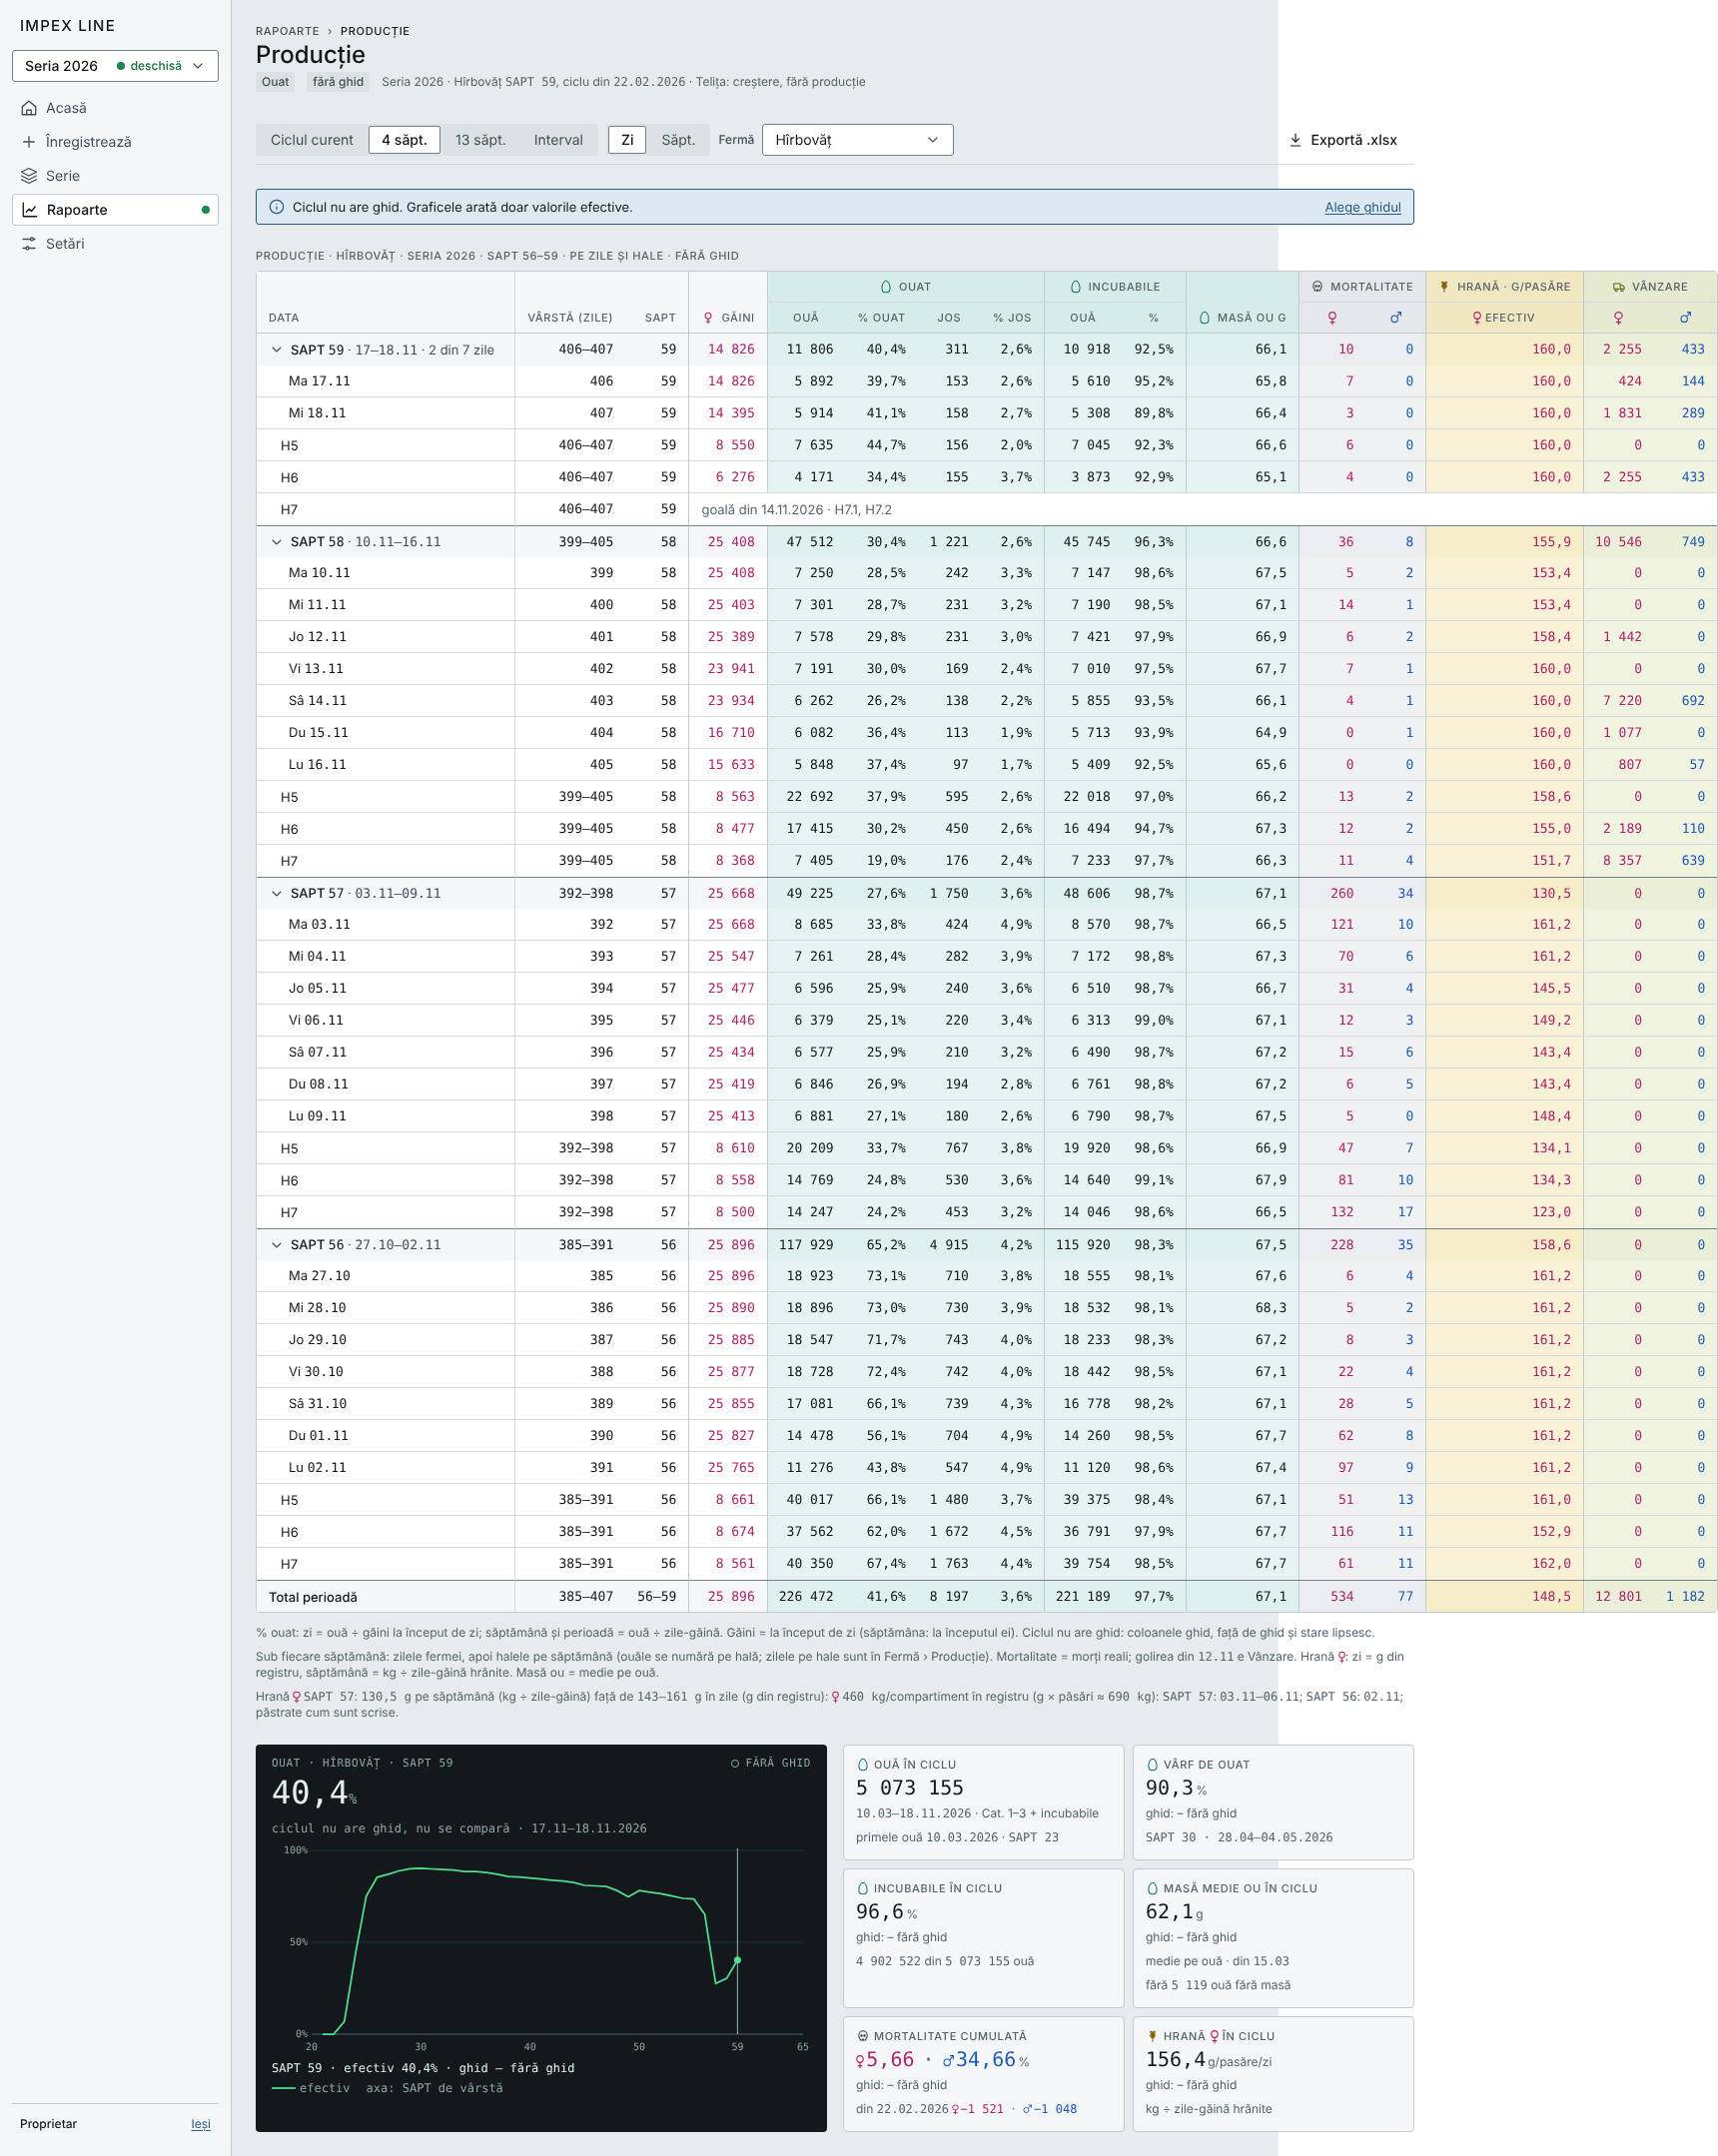 IMPEX LINE
Seria 2026 deschisă
Acasă
Înregistrează
Serie
Rapoarte
Setări
Proprietar Ieși
RAPOARTE › PRODUCȚIE
Producție
Ouat fără ghid Seria 2026 · Hîrbovăț SAPT 59, ciclu din 22.02.2026 · Telița: creștere, fără producție
Ciclul curent 4 săpt. 13 săpt. Interval Zi Săpt. Fermă Hîrbovăț Exportă .xlsx
Ciclul nu are ghid. Graficele arată doar valorile efective. Alege ghidul
PRODUCȚIE · HÎRBOVĂȚ · SERIA 2026 · SAPT 56–59 · PE ZILE ȘI HALE · FĂRĂ GHID
OUAT INCUBABILE MORTALITATE HRANĂ · G/PASĂRE VÂNZARE
DATA VÂRSTĂ (ZILE) SAPT ♀ GĂINI OUĂ % OUAT JOS % JOS OUĂ % MASĂ OU G ♀ ♂ ♀ EFECTIV ♀ ♂
SAPT 59 · 17–18.11 · 2 din 7 zile 406–407 59 14 826 11 806 40,4% 311 2,6% 10 918 92,5% 66,1 10 0 160,0 2 255 433
Ma 17.11 406 59 14 826 5 892 39,7% 153 2,6% 5 610 95,2% 65,8 7 0 160,0 424 144
Mi 18.11 407 59 14 395 5 914 41,1% 158 2,7% 5 308 89,8% 66,4 3 0 160,0 1 831 289
H5 406–407 59 8 550 7 635 44,7% 156 2,0% 7 045 92,3% 66,6 6 0 160,0 0 0
H6 406–407 59 6 276 4 171 34,4% 155 3,7% 3 873 92,9% 65,1 4 0 160,0 2 255 433
H7 406–407 59 goală din 14.11.2026 · H7.1, H7.2
SAPT 58 · 10.11–16.11 399–405 58 25 408 47 512 30,4% 1 221 2,6% 45 745 96,3% 66,6 36 8 155,9 10 546 749
Ma 10.11 399 58 25 408 7 250 28,5% 242 3,3% 7 147 98,6% 67,5 5 2 153,4 0 0
Mi 11.11 400 58 25 403 7 301 28,7% 231 3,2% 7 190 98,5% 67,1 14 1 153,4 0 0
Jo 12.11 401 58 25 389 7 578 29,8% 231 3,0% 7 421 97,9% 66,9 6 2 158,4 1 442 0
Vi 13.11 402 58 23 941 7 191 30,0% 169 2,4% 7 010 97,5% 67,7 7 1 160,0 0 0
Sâ 14.11 403 58 23 934 6 262 26,2% 138 2,2% 5 855 93,5% 66,1 4 1 160,0 7 220 692
Du 15.11 404 58 16 710 6 082 36,4% 113 1,9% 5 713 93,9% 64,9 0 1 160,0 1 077 0
Lu 16.11 405 58 15 633 5 848 37,4% 97 1,7% 5 409 92,5% 65,6 0 0 160,0 807 57
H5 399–405 58 8 563 22 692 37,9% 595 2,6% 22 018 97,0% 66,2 13 2 158,6 0 0
H6 399–405 58 8 477 17 415 30,2% 450 2,6% 16 494 94,7% 67,3 12 2 155,0 2 189 110
H7 399–405 58 8 368 7 405 19,0% 176 2,4% 7 233 97,7% 66,3 11 4 151,7 8 357 639
SAPT 57 · 03.11–09.11 392–398 57 25 668 49 225 27,6% 1 750 3,6% 48 606 98,7% 67,1 260 34 130,5 0 0
Ma 03.11 392 57 25 668 8 685 33,8% 424 4,9% 8 570 98,7% 66,5 121 10 161,2 0 0
Mi 04.11 393 57 25 547 7 261 28,4% 282 3,9% 7 172 98,8% 67,3 70 6 161,2 0 0
Jo 05.11 394 57 25 477 6 596 25,9% 240 3,6% 6 510 98,7% 66,7 31 4 145,5 0 0
Vi 06.11 395 57 25 446 6 379 25,1% 220 3,4% 6 313 99,0% 67,1 12 3 149,2 0 0
Sâ 07.11 396 57 25 434 6 577 25,9% 210 3,2% 6 490 98,7% 67,2 15 6 143,4 0 0
Du 08.11 397 57 25 419 6 846 26,9% 194 2,8% 6 761 98,8% 67,2 6 5 143,4 0 0
Lu 09.11 398 57 25 413 6 881 27,1% 180 2,6% 6 790 98,7% 67,5 5 0 148,4 0 0
H5 392–398 57 8 610 20 209 33,7% 767 3,8% 19 920 98,6% 66,9 47 7 134,1 0 0
H6 392–398 57 8 558 14 769 24,8% 530 3,6% 14 640 99,1% 67,9 81 10 134,3 0 0
H7 392–398 57 8 500 14 247 24,2% 453 3,2% 14 046 98,6% 66,5 132 17 123,0 0 0
SAPT 56 · 27.10–02.11 385–391 56 25 896 117 929 65,2% 4 915 4,2% 115 920 98,3% 67,5 228 35 158,6 0 0
Ma 27.10 385 56 25 896 18 923 73,1% 710 3,8% 18 555 98,1% 67,6 6 4 161,2 0 0
Mi 28.10 386 56 25 890 18 896 73,0% 730 3,9% 18 532 98,1% 68,3 5 2 161,2 0 0
Jo 29.10 387 56 25 885 18 547 71,7% 743 4,0% 18 233 98,3% 67,2 8 3 161,2 0 0
Vi 30.10 388 56 25 877 18 728 72,4% 742 4,0% 18 442 98,5% 67,1 22 4 161,2 0 0
Sâ 31.10 389 56 25 855 17 081 66,1% 739 4,3% 16 778 98,2% 67,1 28 5 161,2 0 0
Du 01.11 390 56 25 827 14 478 56,1% 704 4,9% 14 260 98,5% 67,7 62 8 161,2 0 0
Lu 02.11 391 56 25 765 11 276 43,8% 547 4,9% 11 120 98,6% 67,4 97 9 161,2 0 0
H5 385–391 56 8 661 40 017 66,1% 1 480 3,7% 39 375 98,4% 67,1 51 13 161,0 0 0
H6 385–391 56 8 674 37 562 62,0% 1 672 4,5% 36 791 97,9% 67,7 116 11 152,9 0 0
H7 385–391 56 8 561 40 350 67,4% 1 763 4,4% 39 754 98,5% 67,7 61 11 162,0 0 0
Total perioadă 385–407 56–59 25 896 226 472 41,6% 8 197 3,6% 221 189 97,7% 67,1 534 77 148,5 12 801 1 182
% ouat: zi = ouă ÷ găini la început de zi; săptămână și perioadă = ouă ÷ zile-găină. Găini = la început de zi (săptămâna: la începutul ei). Ciclul nu are ghid: coloanele ghid, față de ghid și stare lipsesc.
Sub fiecare săptămână: zilele fermei, apoi halele pe săptămână (ouăle se numără pe hală; zilele pe hale sunt în Fermă › Producție). Mortalitate = morți reali; golirea din 12.11 e Vânzare. Hrană ♀: zi = g din
registru, săptămână = kg ÷ zile-găină hrănite. Masă ou = medie pe ouă.
Hrană ♀ SAPT 57: 130,5 g pe săptămână (kg ÷ zile-găină) față de 143–161 g în zile (g din registru): ♀ 460 kg/compartiment în registru (g × păsări ≈ 690 kg): SAPT 57: 03.11–06.11; SAPT 56: 02.11;
păstrate cum sunt scrise.
OUAT · HÎRBOVĂȚ · SAPT 59 FĂRĂ GHID
40,4%
ciclul nu are ghid, nu se compară · 17.11–18.11.2026
100%
50%
0%
20 30 40 50 59 65
SAPT 59 · efectiv 40,4% · ghid – fără ghid
efectiv axa: SAPT de vârstă
OUĂ ÎN CICLU
5 073 155
10.03–18.11.2026 · Cat. 1–3 + incubabile
primele ouă 10.03.2026 · SAPT 23
VÂRF DE OUAT
90,3%
ghid: – fără ghid
SAPT 30 · 28.04–04.05.2026
INCUBABILE ÎN CICLU
96,6%
ghid: – fără ghid
4 902 522 din 5 073 155 ouă
MASĂ MEDIE OU ÎN CICLU
62,1g
ghid: – fără ghid
medie pe ouă · din 15.03
fără 5 119 ouă fără masă
MORTALITATE CUMULATĂ
♀5,66 · ♂34,66%
ghid: – fără ghid
din 22.02.2026 ♀−1 521 · ♂−1 048
HRANĂ ♀ ÎN CICLU
156,4g/pasăre/zi
ghid: – fără ghid
kg ÷ zile-găină hrănite